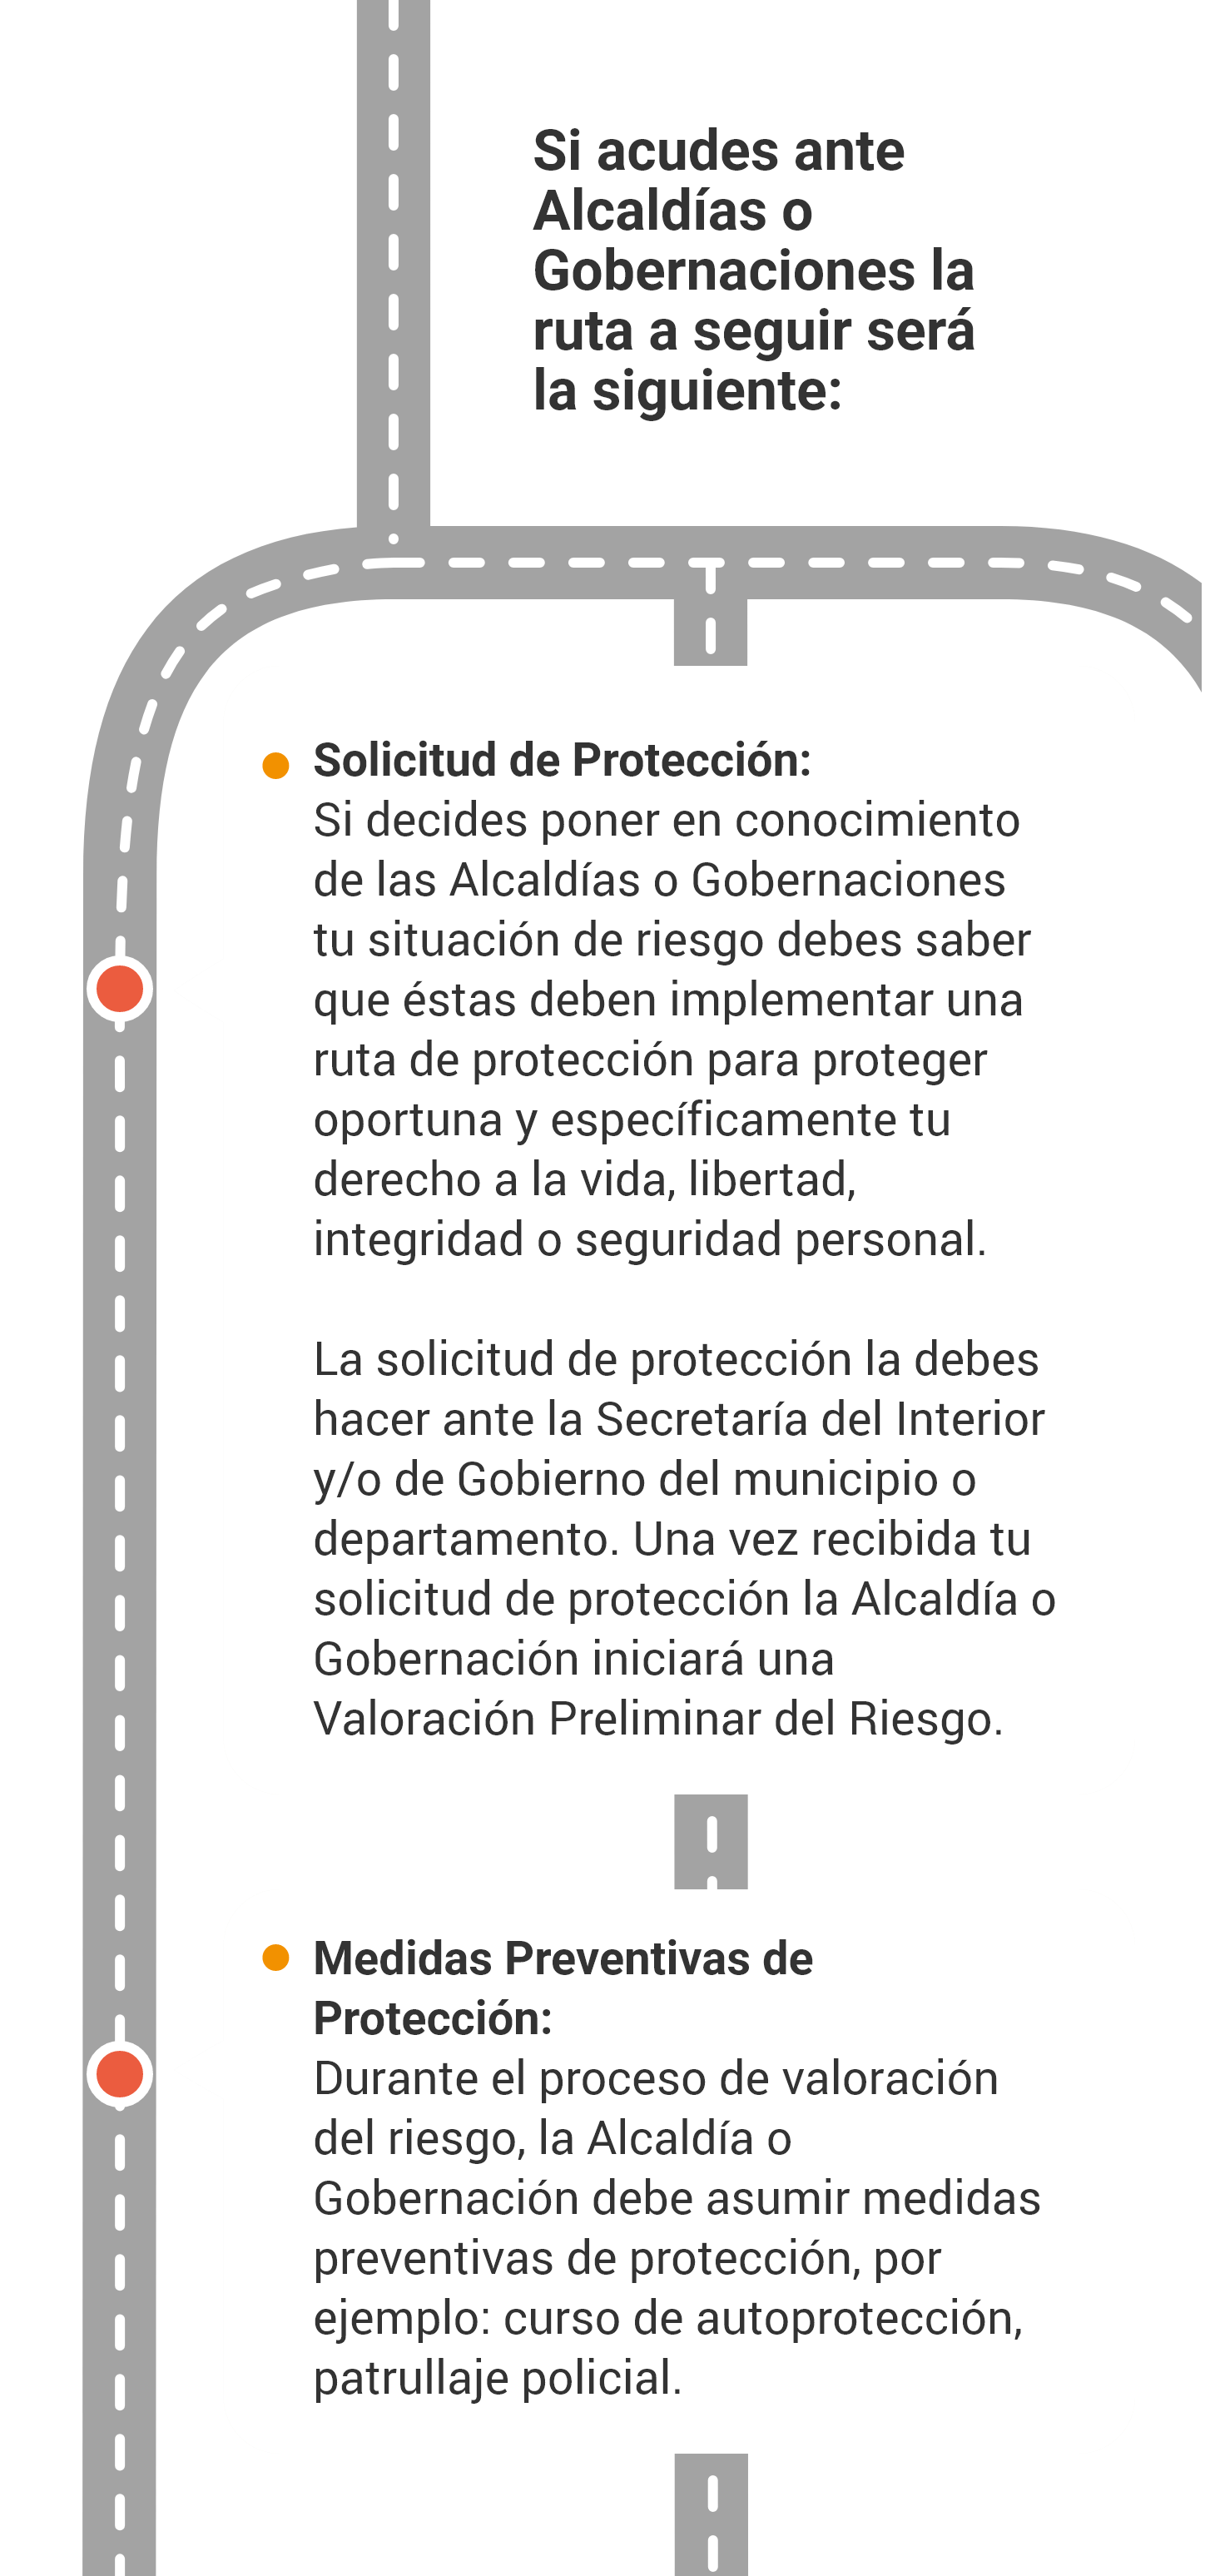 Si acudes ante
Alcaldías o
Gobernaciones la
ruta a seguir será
la siguiente:
Solicitud de Protección:
Si decides poner en conocimiento
de las Alcaldías o Gobernaciones
tu situación de riesgo debes saber
que éstas deben implementar una
ruta de protección para proteger
oportuna y específicamente tu
derecho a la vida, libertad,
integridad o seguridad personal.
La solicitud de protección la debes
hacer ante la Secretaría del Interior
y/o de Gobierno del municipio o
departamento. Una vez recibida tu
solicitud de protección la Alcaldía o
Gobernación iniciará una
Valoración Preliminar del Riesgo.
Medidas Preventivas de
Protección:
Durante el proceso de valoración
del riesgo, la Alcaldía o
Gobernación debe asumir medidas
preventivas de protección, por
ejemplo: curso de autoprotección,
patrullaje policial.